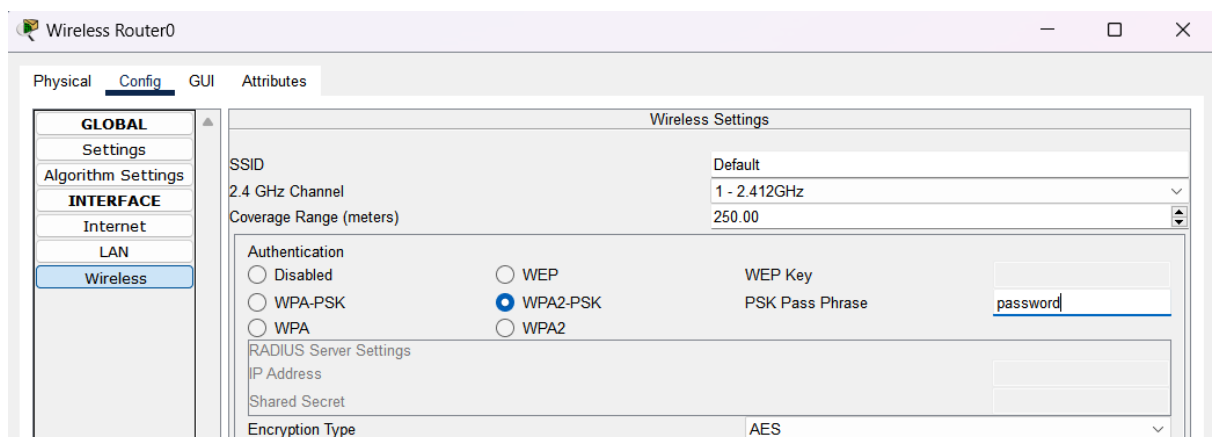 Wireless Router0
Physical Config GUI Attributes
GLOBAL
Settings
Algorithm Settings
INTERFACE
Internet
LAN
Wireless
Wireless Settings
SSID Default
2.4 GHz Channel 1 - 2.412GHz
Coverage Range (meters) 250.00
Authentication
Disabled WEP WEP Key
WPA-PSK WPA2-PSK PSK Pass Phrase password
WPA WPA2
RADIUS Server Settings
IP Address
Shared Secret
Encryption Type AES